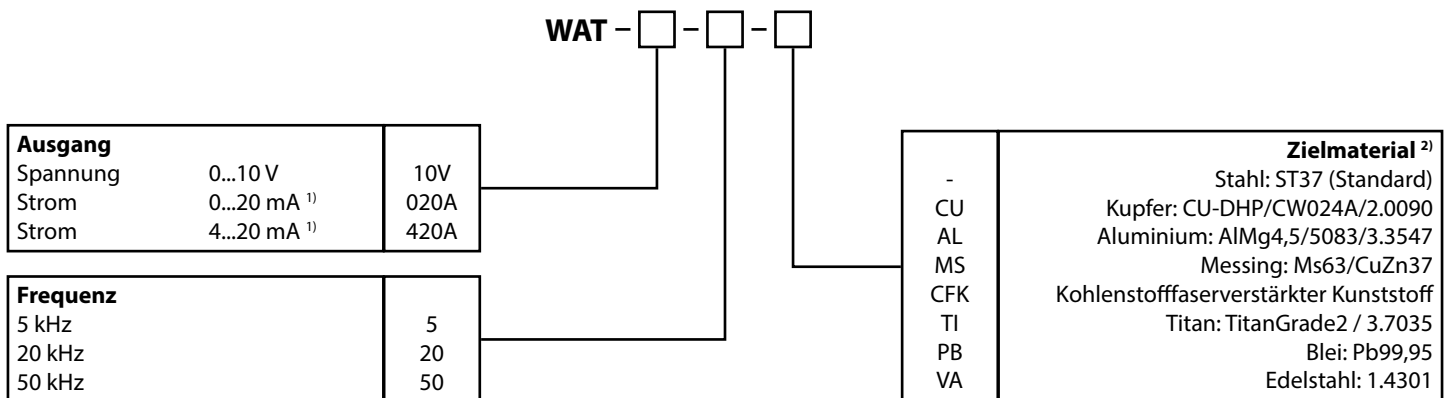 WAT – □ – □ – □
Ausgang
Spannung 0...10 V 10V
Strom 0...20 mA ¹⁾ 020A
Strom 4...20 mA ¹⁾ 420A
Frequenz
5 kHz 5
20 kHz 20
50 kHz 50
Zielmaterial ²⁾
- Stahl: ST37 (Standard)
CU Kupfer: CU-DHP/CW024A/2.0090
AL Aluminium: AlMg4,5/5083/3.3547
MS Messing: Ms63/CuZn37
CFK Kohlenstofffaserverstärkter Kunststoff
TI Titan: TitanGrade2 / 3.7035
PB Blei: Pb99,95
VA Edelstahl: 1.4301